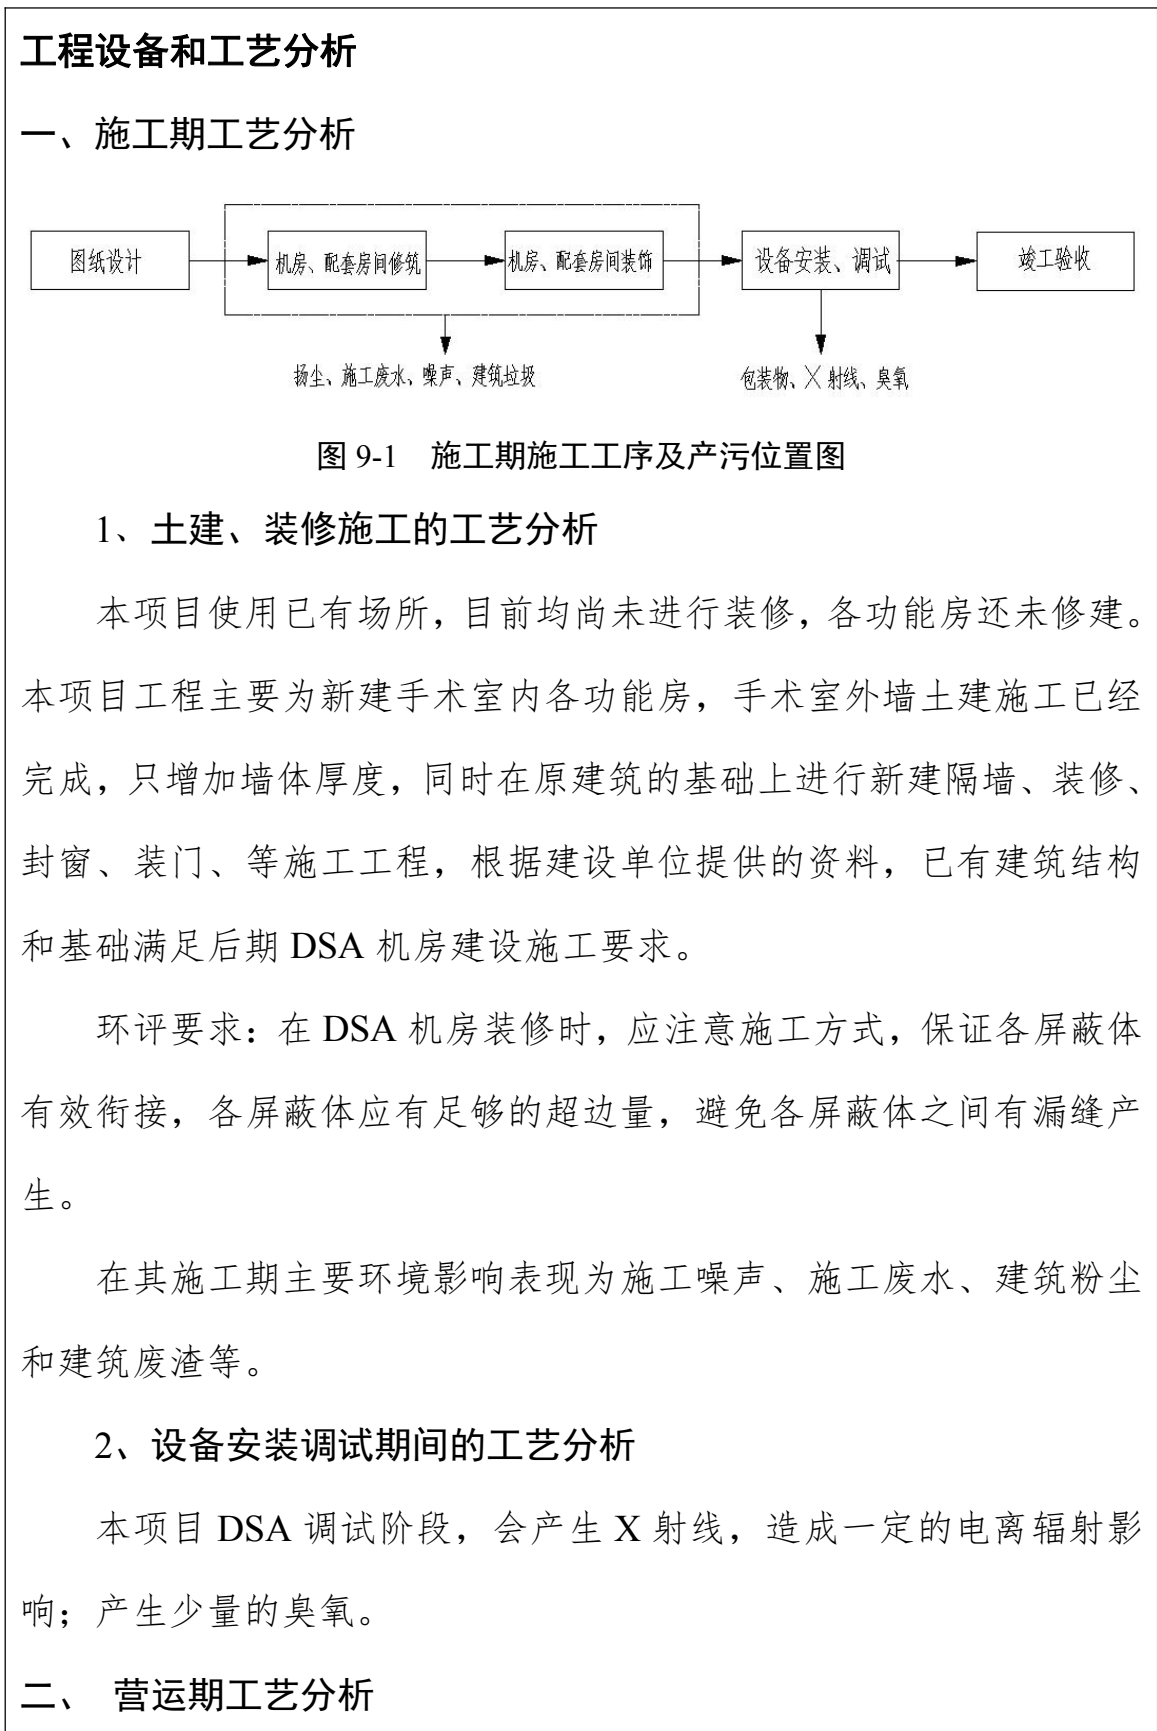 工程设备和工艺分析
一、施工期工艺分析
图纸设计
机房、配套房间修筑
机房、配套房间装饰
设备安装、调试
竣工验收
扬尘、施工废水、噪声、建筑垃圾
包装物、X 射线、臭氧
图 9-1 施工期施工工序及产污位置图
1、土建、装修施工的工艺分析
本项目使用已有场所，目前均尚未进行装修，各功能房还未修建。
本项目工程主要为新建手术室内各功能房，手术室外墙土建施工已经
完成，只增加墙体厚度，同时在原建筑的基础上进行新建隔墙、装修、
封窗、装门、等施工工程，根据建设单位提供的资料，已有建筑结构
和基础满足后期 DSA 机房建设施工要求。
环评要求：在 DSA 机房装修时，应注意施工方式，保证各屏蔽体
有效衔接，各屏蔽体应有足够的超边量，避免各屏蔽体之间有漏缝产
生。
在其施工期主要环境影响表现为施工噪声、施工废水、建筑粉尘
和建筑废渣等。
2、设备安装调试期间的工艺分析
本项目 DSA 调试阶段，会产生 X 射线，造成一定的电离辐射影
响；产生少量的臭氧。
二、 营运期工艺分析